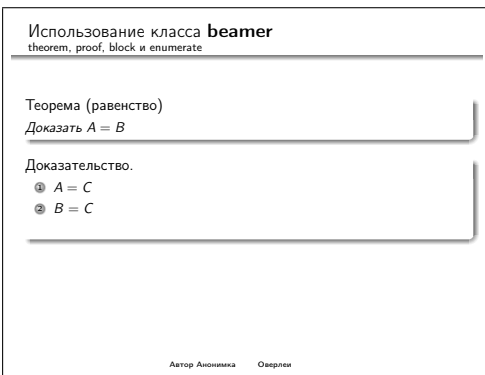 Использование класса beamer
theorem, proof, block и enumerate
Теорема (равенство)
Доказать A = B
Доказательство.
1 A = C
2 B = C
Автор Анонимка Оверлеи